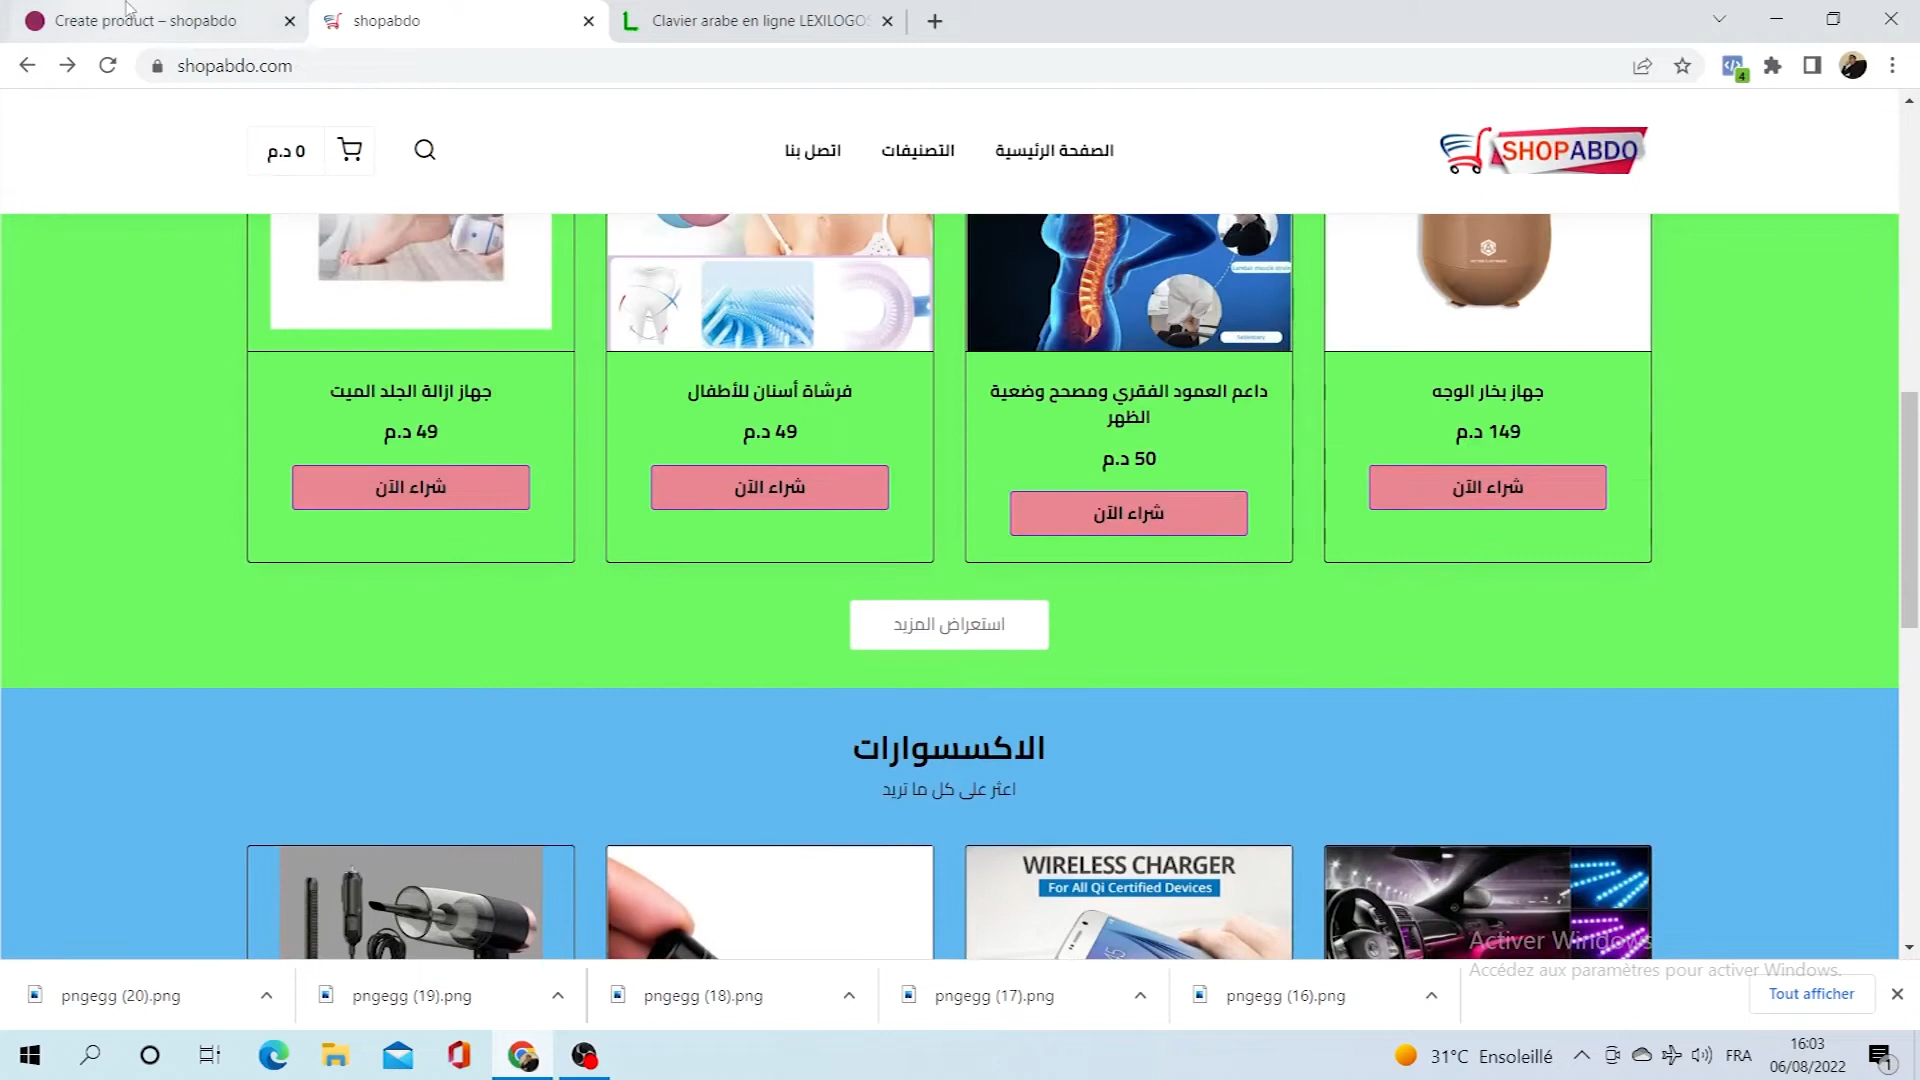 Create product – shopabdo
shopabdo
Clavier arabe en ligne LEXILOGOS
shopabdo.com
4
0 د.م
اتصل بنا
التصنيفات
الصفحة الرئيسية
SHOPABDO
جهاز ازالة الجلد الميت
49 د.م
شراء الآن
فرشاة أسنان للأطفال
49 د.م
شراء الآن
داعم العمود الفقري ومصحح وضعية
الظهر
50 د.م
شراء الآن
جهاز بخار الوجه
149 د.م
شراء الآن
استعراض المزيد
الاكسسوارات
اعثر على كل ما تريد
WIRELESS CHARGER
For All Qi Certified Devices
Activer Windows
Accédez aux paramètres pour activer Windows.
pngegg (20).png
pngegg (19).png
pngegg (18).png
pngegg (17).png
pngegg (16).png
Tout afficher
31°C Ensoleillé
FRA
16:03
06/08/2022
1